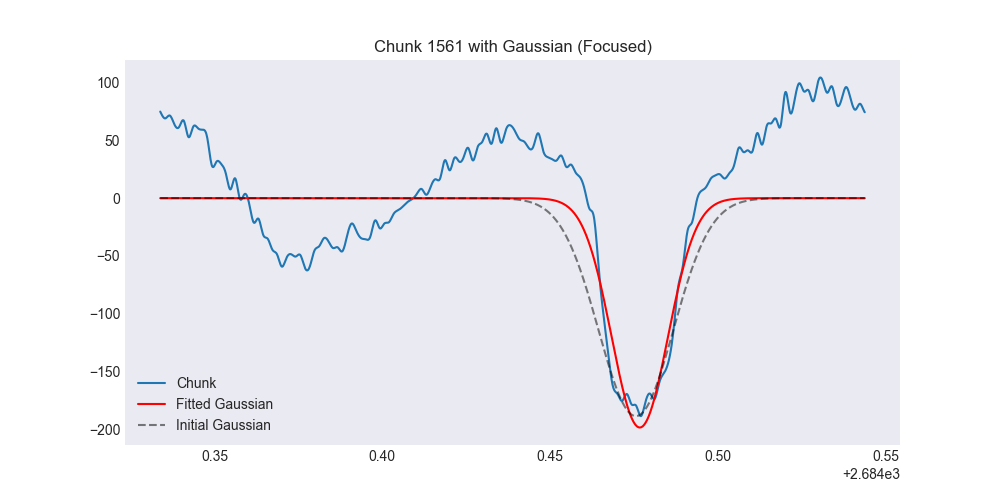 Chunk 1561 with Gaussian (Focused)
100
50
0
−50
−100
−150
−200
Chunk
Fitted Gaussian
Initial Gaussian
0.35 0.40 0.45 0.50 0.55
+2.684e3